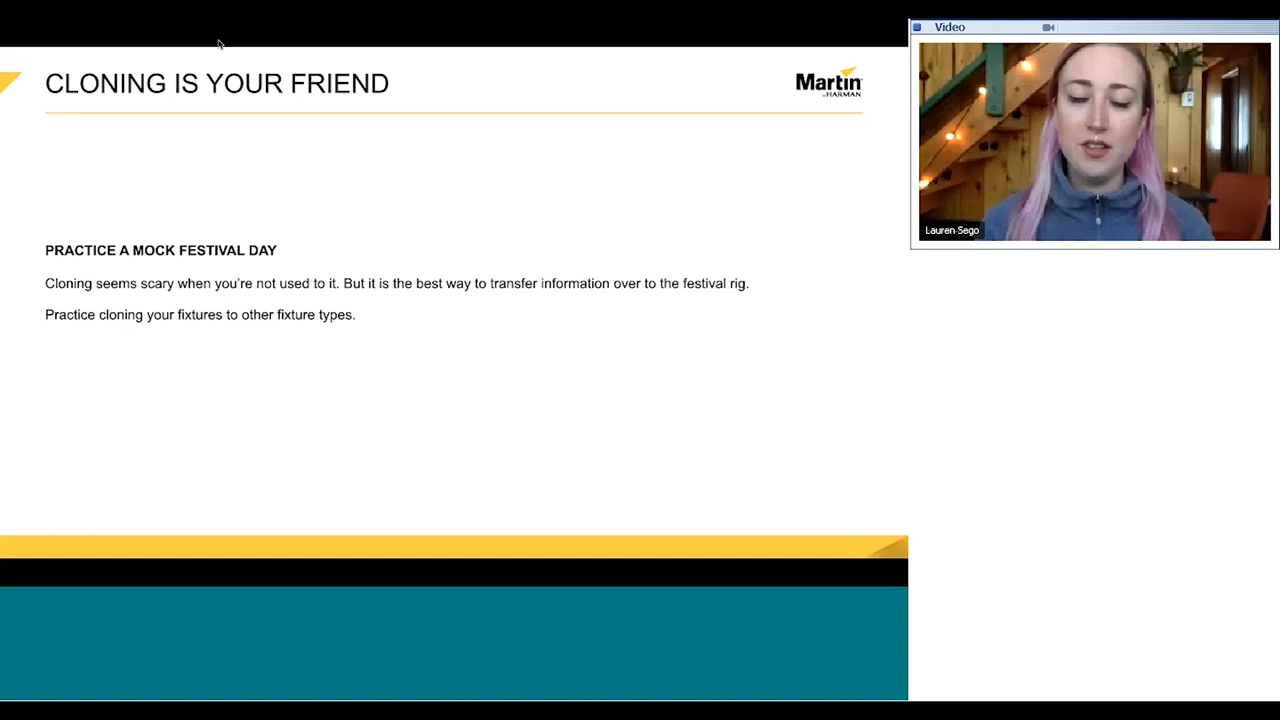 Video
CLONING IS YOUR FRIEND
Martin
by HARMAN
Lauren Sego
PRACTICE A MOCK FESTIVAL DAY
Cloning seems scary when you’re not used to it. But it is the best way to transfer information over to the festival rig.
Practice cloning your fixtures to other fixture types.